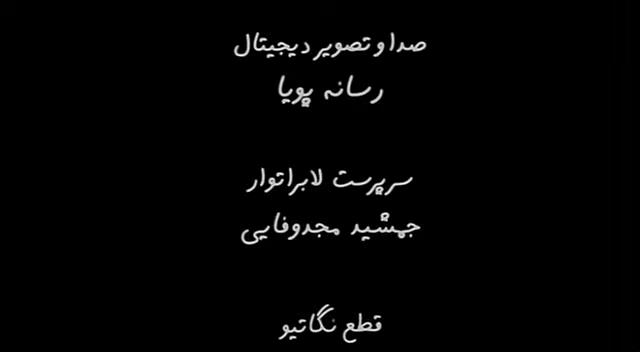 صدا و تصویر دیجیتال
رسانه پویا
سرپرست لابراتوار
جمشید مجدوفایی
قطع نگاتیو